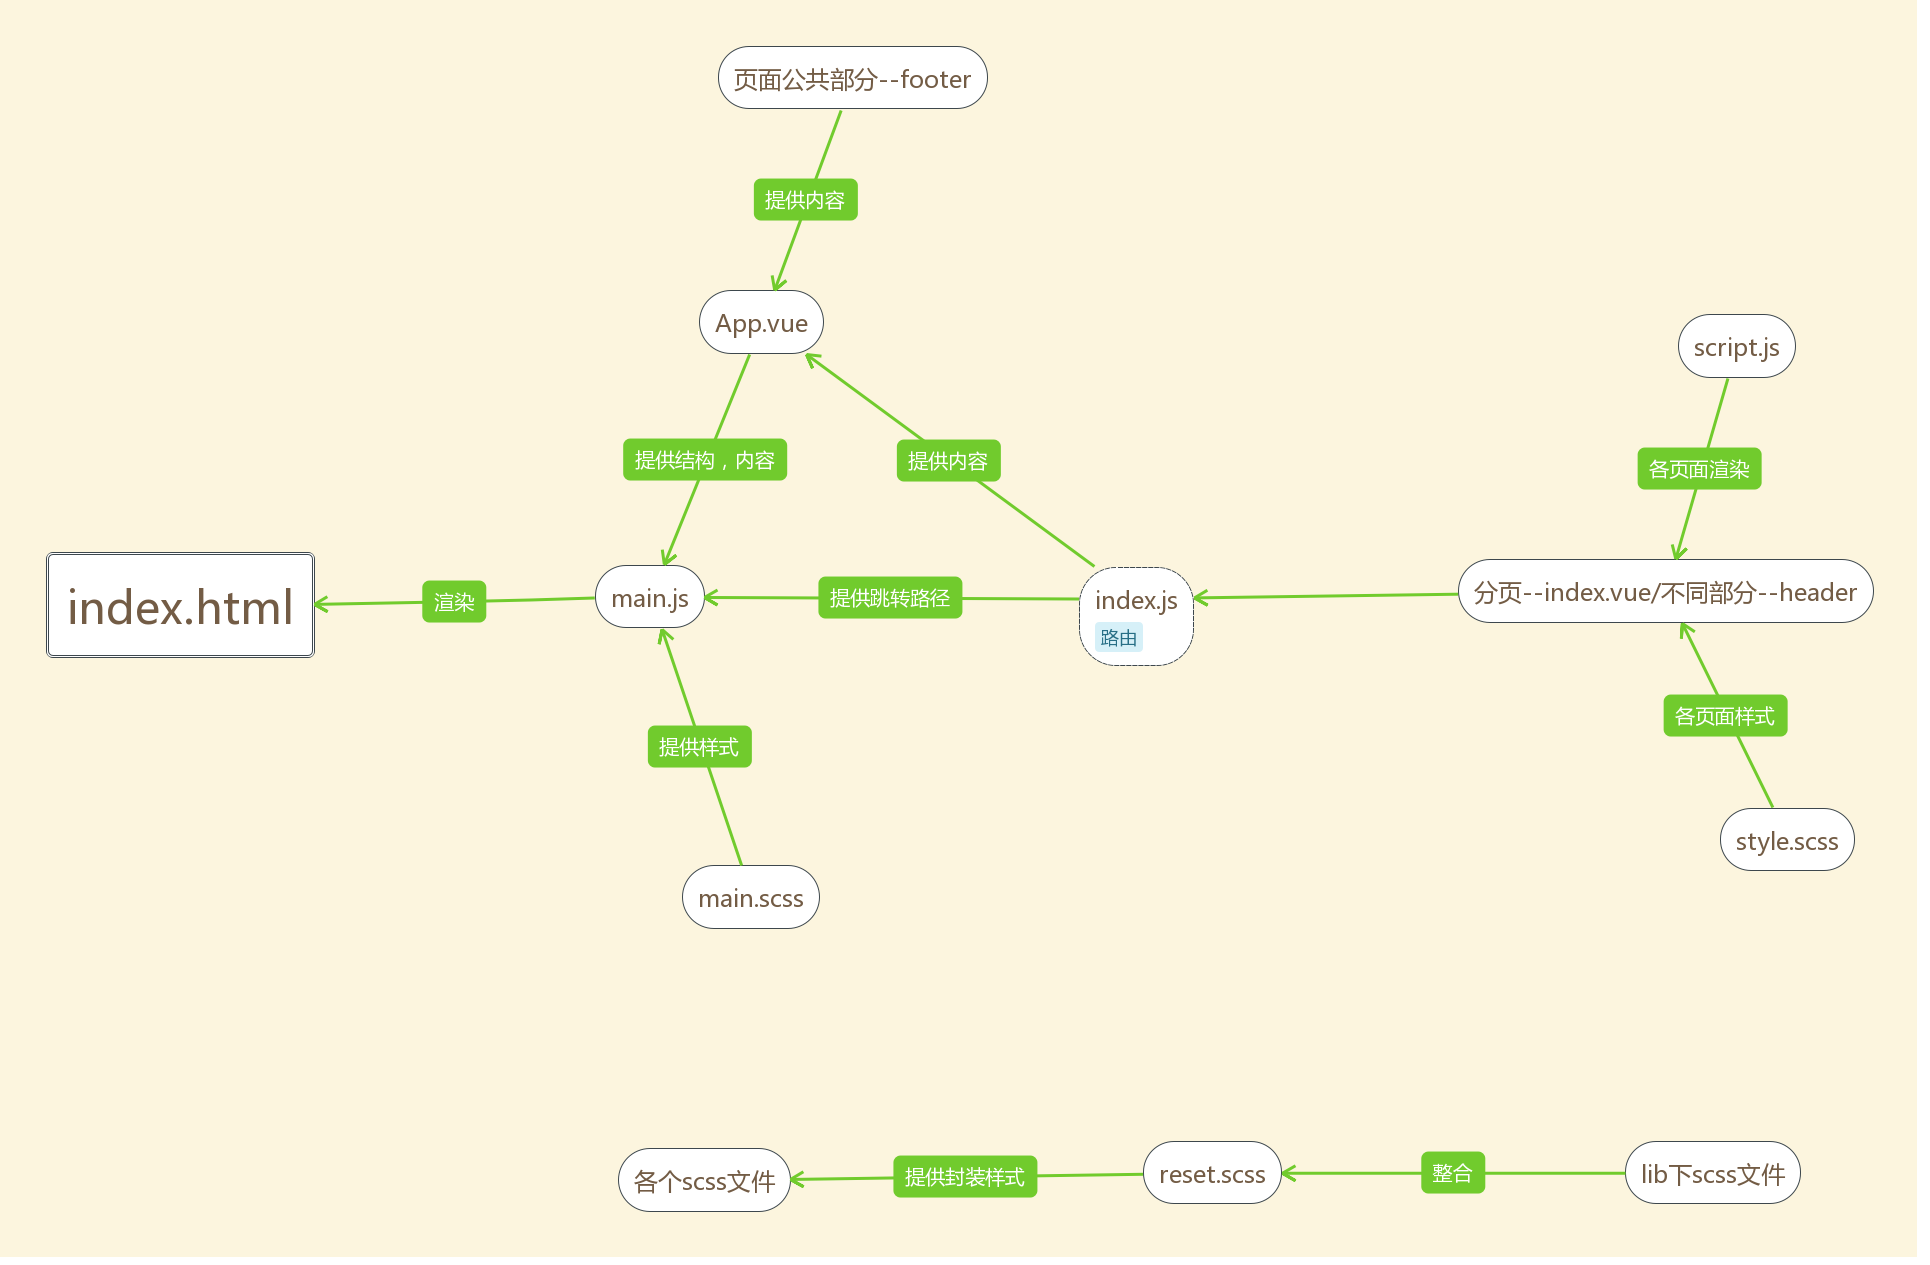 页面公共部分--footer
提供内容
App.vue
script.js
提供结构，内容
提供内容
各页面渲染
index.html
渲染
main.js
提供跳转路径
index.js
路由
分页--index.vue/不同部分--header
提供样式
各页面样式
style.scss
main.scss
各个scss文件
提供封装样式
reset.scss
整合
lib下scss文件